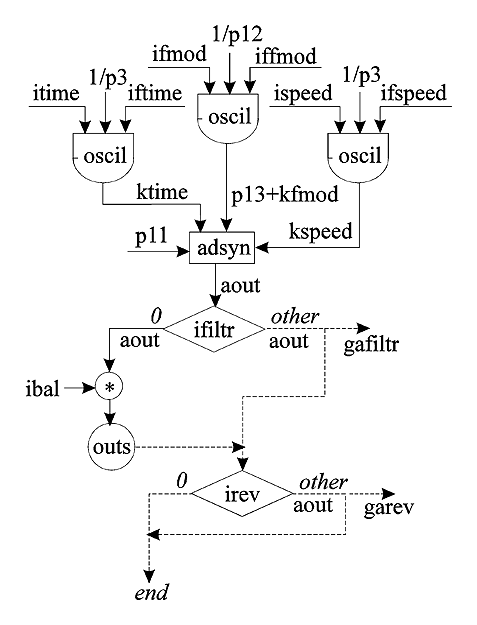 1/p12
ifmod iffmod
1/p3 1/p3
itime iftime ispeed ifspeed
oscil
oscil oscil
ktime p13+kfmod
p11 adsyn kspeed
aout
0 other
ifiltr
aout aout gafiltr
ibal *
outs
0 other
irev
aout garev
end